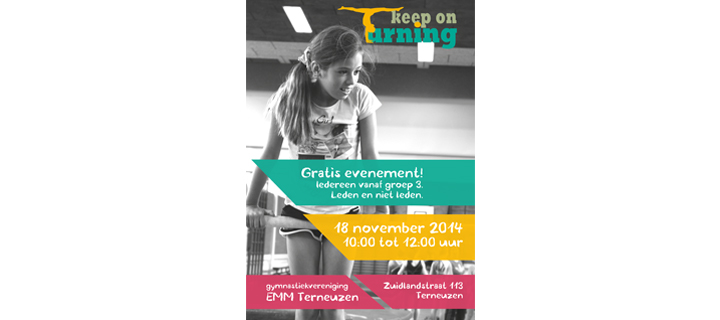 keep on
Turning
Gratis evenement!
Iedereen vanaf groep 3.
Leden en niet leden.
18 november 2014
10:00 tot 12:00 uur
gymnastiekvereniging
EMM Terneuzen
Zuidlandstraat 113
Terneuzen